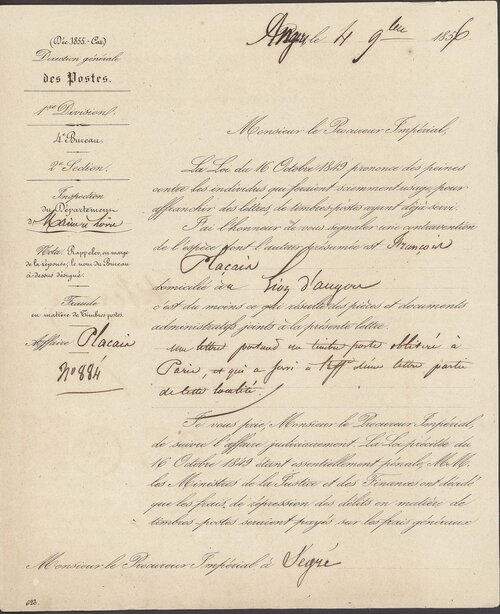 (Déc. 1855.-Cas)
Direction générale
des Postes.
1re Division.
4e Bureau.
2e Section.
Inspection
du Département
de Maine et Loire
Note. Rappeler, en marge
de la réponse, le nom du Bureau
ci-dessus désigné.
Fraude
en matière de timbres-postes.
Affaire Placair
No 884
Angers le 4 9bre 1856
Monsieur le Procureur Impérial,
La Loi du 16 Octobre 1849 prononce des peines
contre les individus qui feraient sciemment usage, pour
affranchir des lettres, de timbres-postes ayant déjà servi.
J'ai l'honneur de vous signaler une contravention
de l'espèce dont l'auteur présumé est François
Placair
domicilié à Lion d'angers
c'est du moins ce qui résulte des pièces et documents
administratifs joints à la présente lettre.
une lettre portant un timbre poste oblitéré à
Paris, et qui a servi à l'aff d'une lettre partie
de cette localité.
Je vous prie, Monsieur le Procureur Impérial,
de suivre l'affaire judiciairement. La Loi précitée du
16 Octobre 1849 étant essentiellement pénale, M.M.
les Ministres de la Justice et des Finances ont décidé
que les frais de répression des délits en matière de
timbres-postes seraient payés sur les frais généraux
Monsieur le Procureur Impérial à Segré